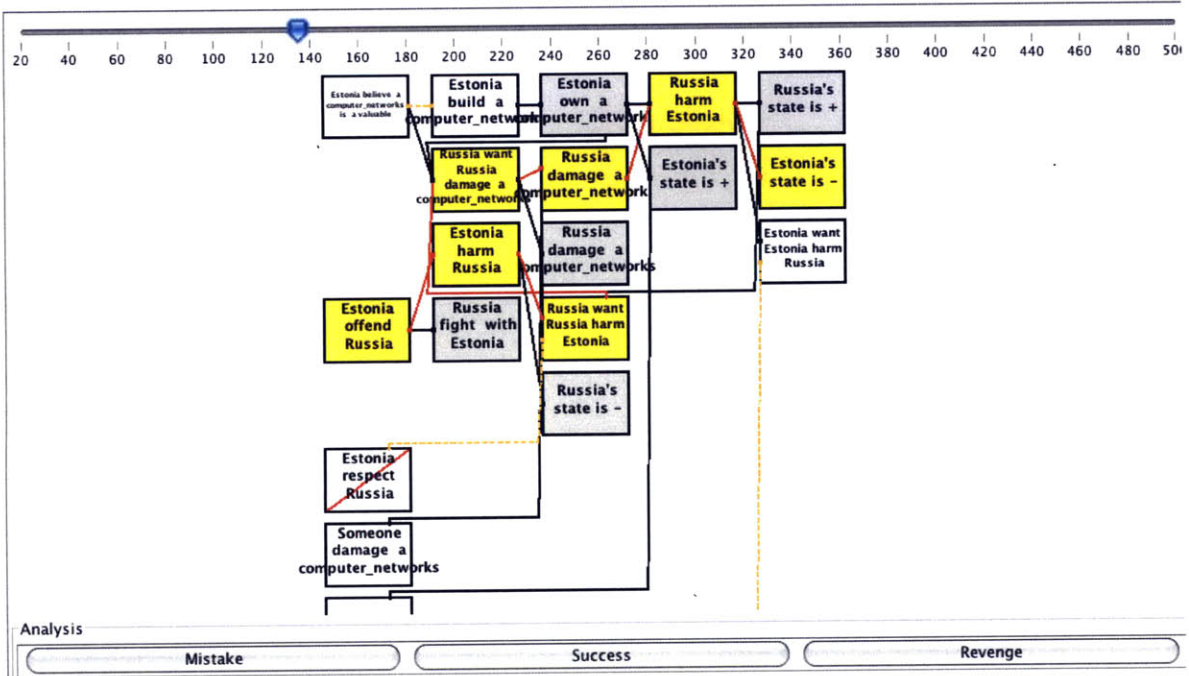 20 40 60 80 100 120 140 160 180 200 220 240 260 280 300 320 340 360 380 400 420 440 460 480 50
Estonia believe a
computer_networks
is a valuable
Estonia
build a
computer_network
Estonia
own a
computer_network
Russia
harm
Estonia
Russia's
state is +
Russia want
Russia
damage a
computer_networks
Russia
damage a
omputer_network
Estonia's
state is +
Estonia's
state is -
Estonia
harm
Russia
Russia
damage a
omputer_networks
Estonia want
Estonia harm
Russia
Estonia
offend
Russia
Russia
fight with
Estonia
Russia want
Russia harm
Estonia
Russia's
state is -
Estonia
respect
Russia
Someone
damage a
computer_networks
Analysis
Mistake
Success
Revenge